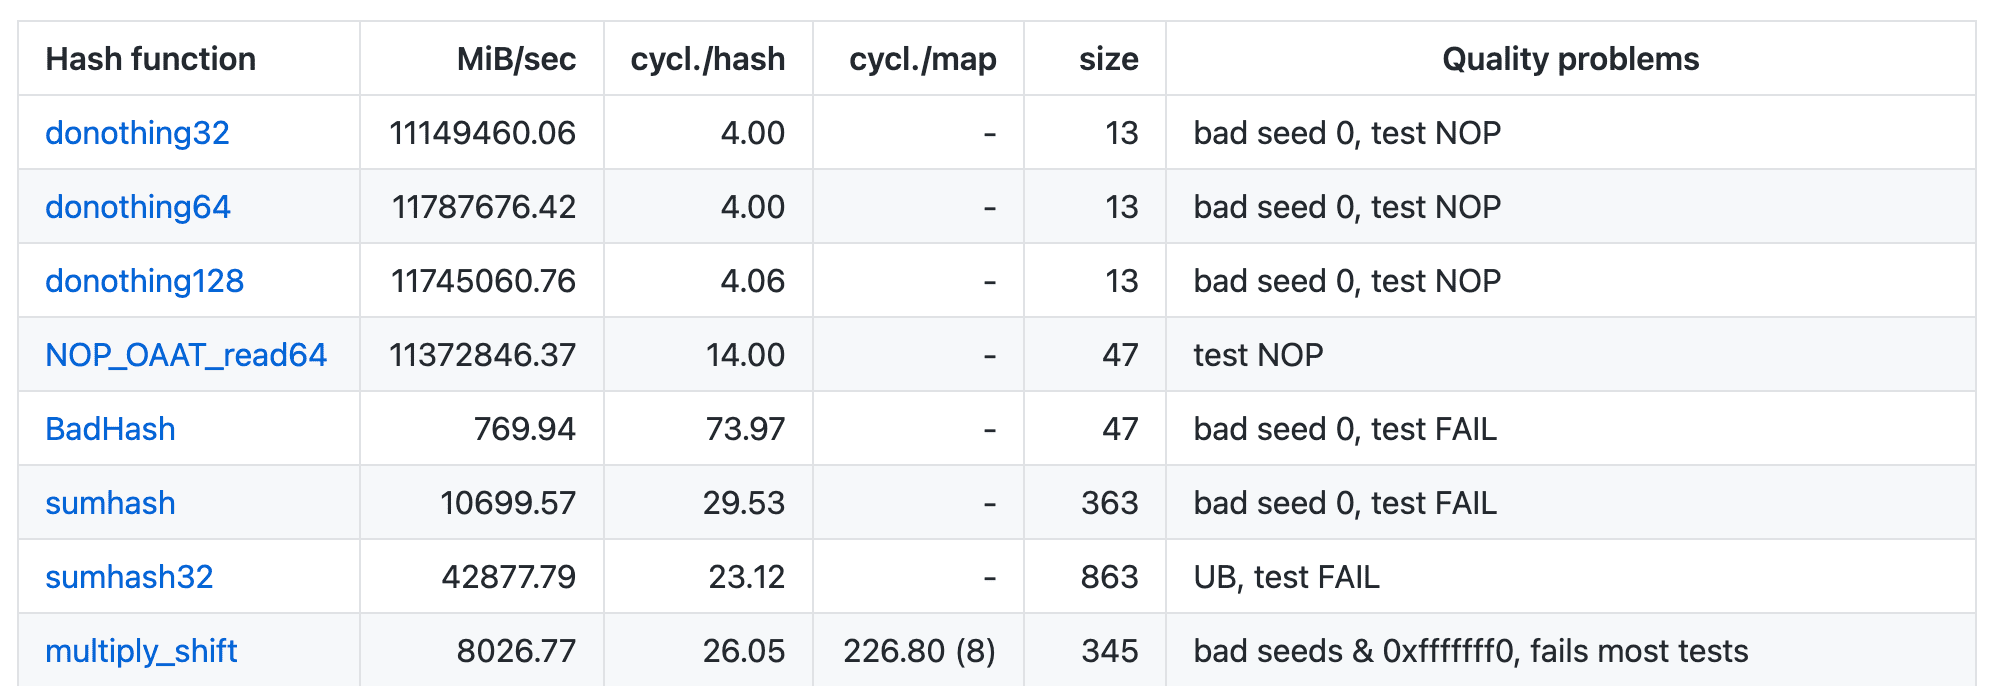 Hash function MiB/sec cycl./hash cycl./map size Quality problems
donothing32 11149460.06 4.00 - 13 bad seed 0, test NOP
donothing64 11787676.42 4.00 - 13 bad seed 0, test NOP
donothing128 11745060.76 4.06 - 13 bad seed 0, test NOP
NOP_OAAT_read64 11372846.37 14.00 - 47 test NOP
BadHash 769.94 73.97 - 47 bad seed 0, test FAIL
sumhash 10699.57 29.53 - 363 bad seed 0, test FAIL
sumhash32 42877.79 23.12 - 863 UB, test FAIL
multiply_shift 8026.77 26.05 226.80 (8) 345 bad seeds & 0xfffffff0, fails most tests